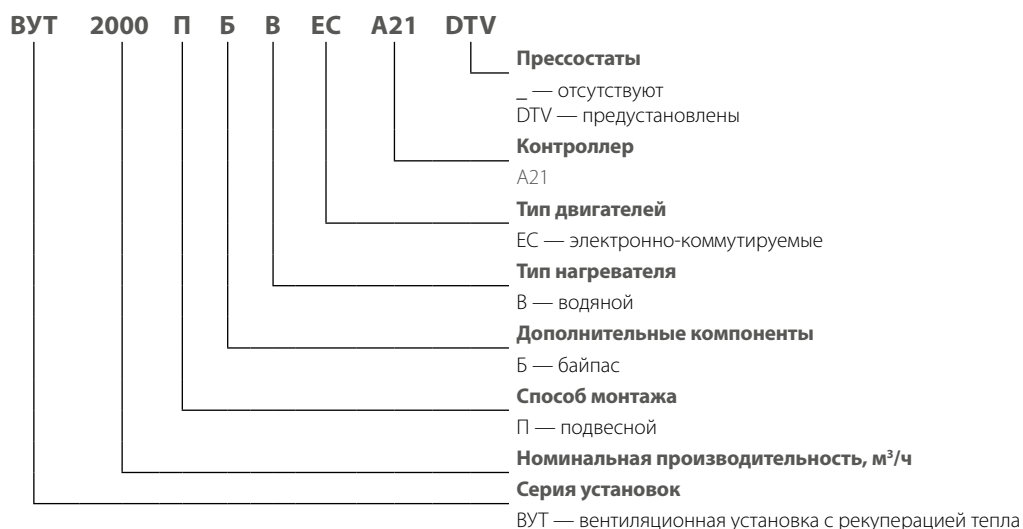 ВУТ 2000 П Б В ЕС А21 DTV
Прессостаты
_ — отсутствуют
DTV — предустановлены
Контроллер
А21
Тип двигателей
ЕС — электронно-коммутируемые
Тип нагревателя
В — водяной
Дополнительные компоненты
Б — байпас
Способ монтажа
П — подвесной
Номинальная производительность, м³/ч
Серия установок
ВУТ — вентиляционная установка с рекуперацией тепла